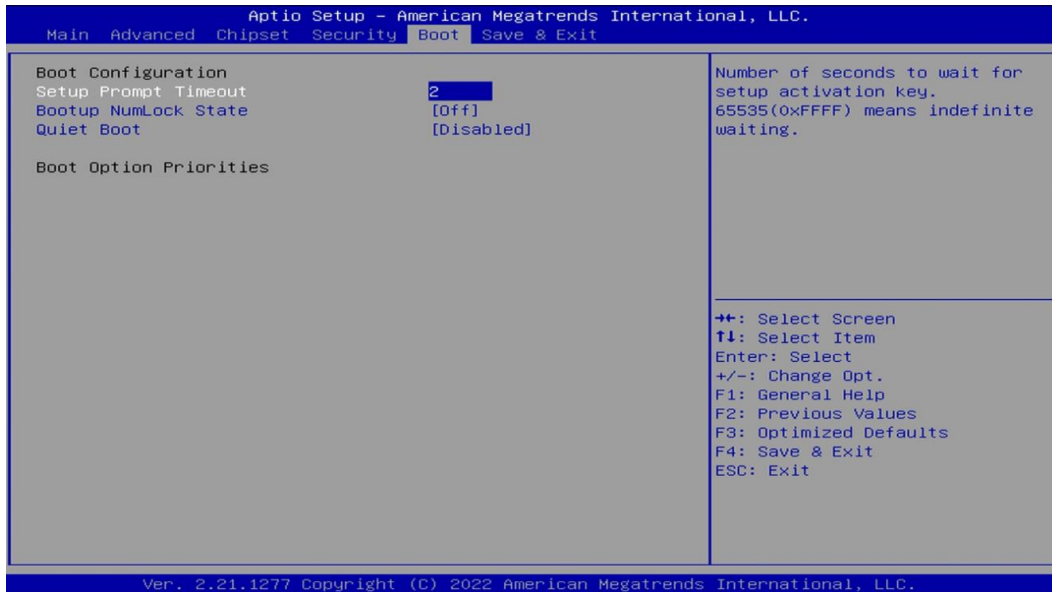 Aptio Setup – American Megatrends International, LLC.
Main Advanced Chipset Security Boot Save & Exit
Boot Configuration
Setup Prompt Timeout 2
Bootup NumLock State [Off]
Quiet Boot [Disabled]
Boot Option Priorities
Number of seconds to wait for
setup activation key.
65535(0xFFFF) means indefinite
waiting.
→←: Select Screen
↑↓: Select Item
Enter: Select
+/-: Change Opt.
F1: General Help
F2: Previous Values
F3: Optimized Defaults
F4: Save & Exit
ESC: Exit
Ver. 2.21.1277 Copyright (C) 2022 American Megatrends International, LLC.